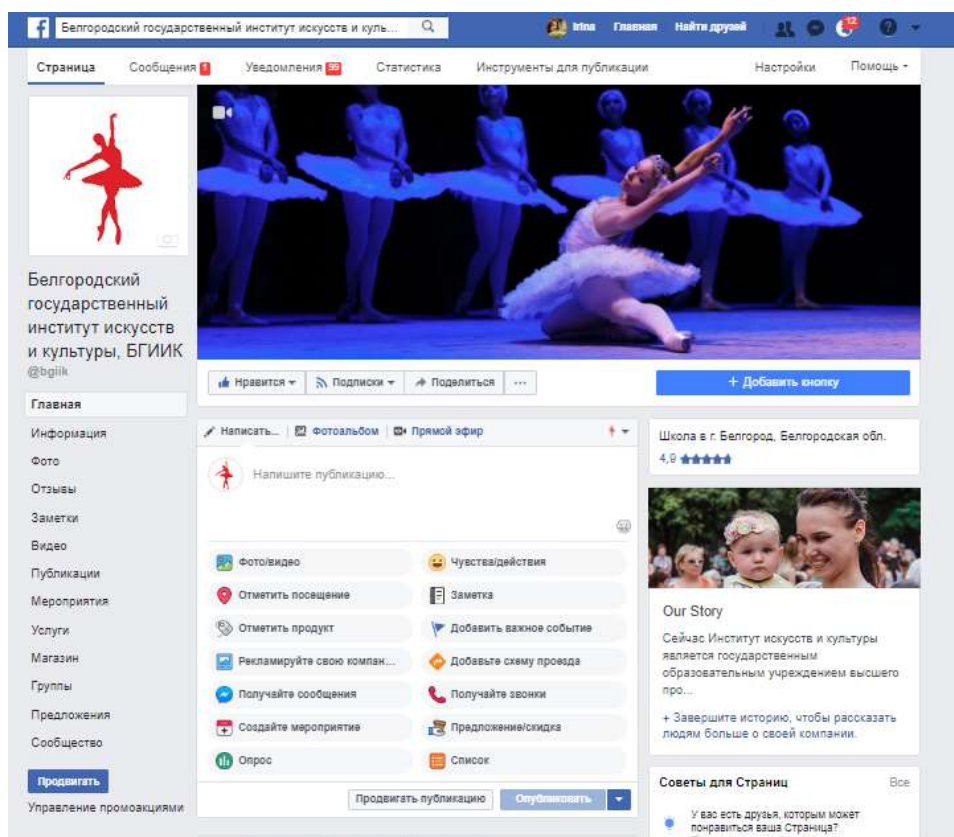 Белгородский государственный институт искусств и куль...
Irina Главная Найти друзей 12
Страница Сообщения 1 Уведомления 99 Статистика Инструменты для публикации Настройки Помощь
Белгородский
государственный
институт искусств
и культуры, БГИИК
@bgiik
Главная
Информация
Фото
Отзывы
Заметки
Видео
Публикации
Мероприятия
Услуги
Магазин
Группы
Предложения
Сообщество
Продвигать
Управление промоакциями
Нравится Подписки Поделиться ...
+ Добавить кнопку
Написать... Фотоальбом Прямой эфир
Напишите публикацию...
Фото/видео Чувства/действия
Отметить посещение Заметка
Отметить продукт Добавить важное событие
Рекламируйте свою компан... Добавьте схему проезда
Получайте сообщения Получайте звонки
Создайте мероприятие Предложение/скидка
Опрос Список
Продвигать публикацию Опубликовать
Школа в г. Белгород, Белгородская обл.
4,9
Our Story
Сейчас Институт искусств и культуры
является государственным
образовательным учреждением высшего
про...
+ Завершите историю, чтобы рассказать
людям больше о своей компании.
Советы для Страниц Все
У вас есть друзья, которым может
понравиться ваша Страница?